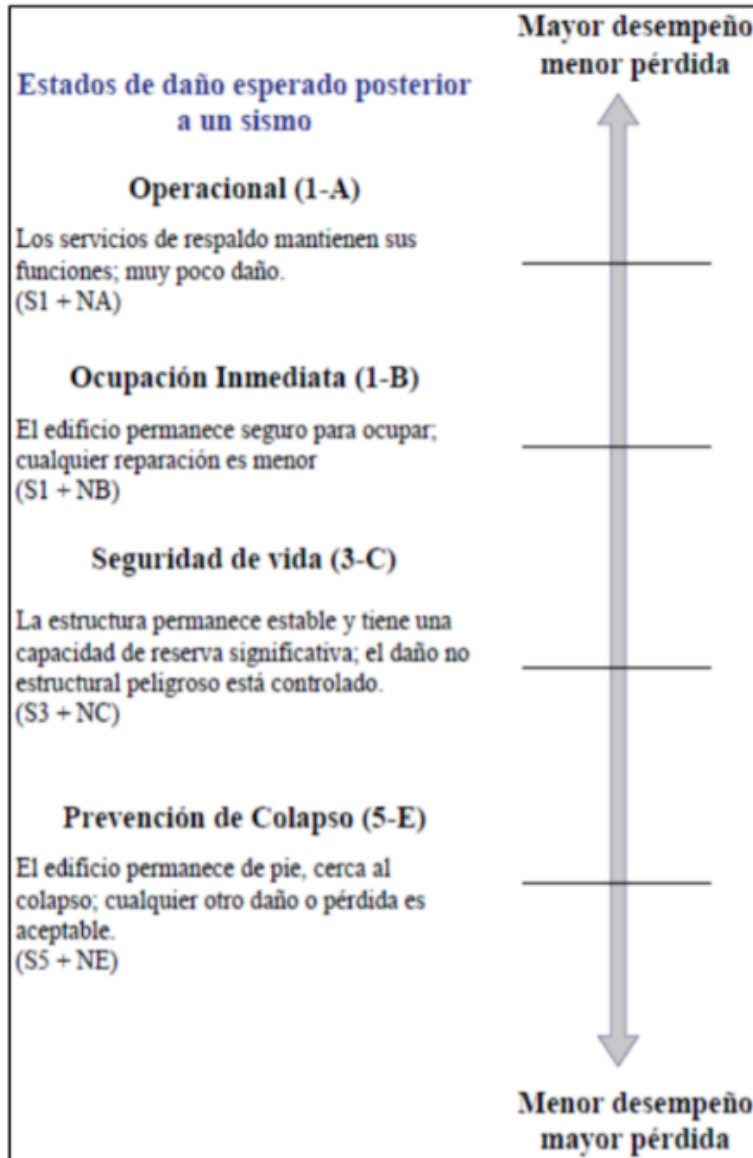 Mayor desempeño
menor pérdida
Estados de daño esperado posterior
a un sismo
Operacional (1-A)
Los servicios de respaldo mantienen sus
funciones; muy poco daño.
(S1 + NA)
Ocupación Inmediata (1-B)
El edificio permanece seguro para ocupar;
cualquier reparación es menor
(S1 + NB)
Seguridad de vida (3-C)
La estructura permanece estable y tiene una
capacidad de reserva significativa; el daño no
estructural peligroso está controlado.
(S3 + NC)
Prevención de Colapso (5-E)
El edificio permanece de pie, cerca al
colapso; cualquier otro daño o pérdida es
aceptable.
(S5 + NE)
Menor desempeño
mayor pérdida